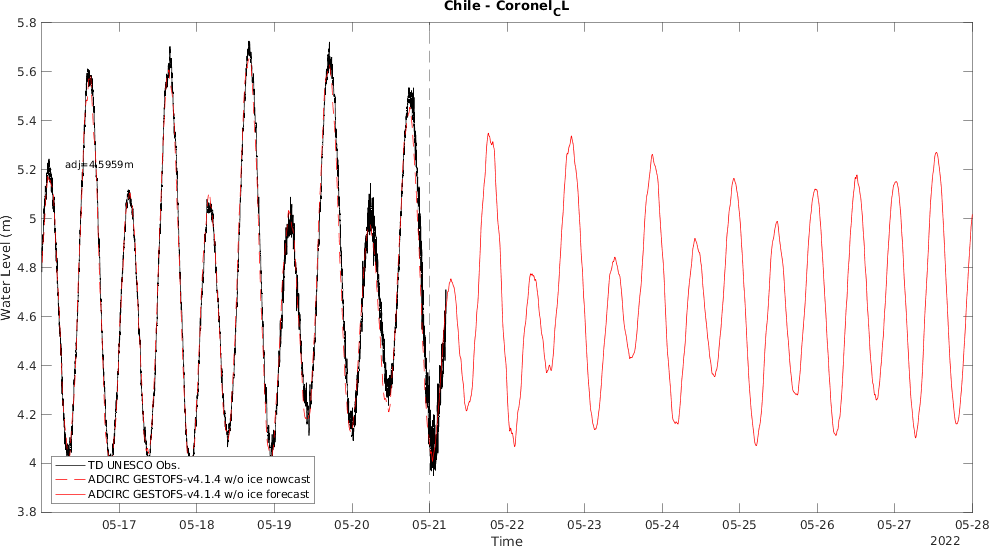 Chile - Coronel_CL
5.8
5.6
5.4
5.2
5
4.8
4.6
4.4
4.2
4
3.8
Water Level (m)
adj=4.5959m
TD UNESCO Obs.
ADCIRC GESTOFS-v4.1.4 w/o ice nowcast
ADCIRC GESTOFS-v4.1.4 w/o ice forecast
05-17 05-18 05-19 05-20 05-21 05-22 05-23 05-24 05-25 05-26 05-27 05-28
Time
2022